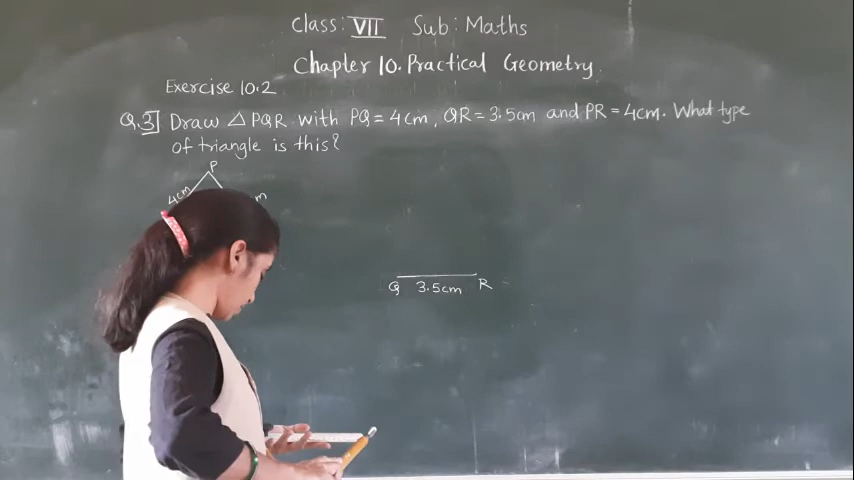 Class: VII Sub: Maths
Chapter 10. Practical Geometry.
Exercise 10.2
Q.3] Draw △ PQR with PQ = 4cm, QR = 3.5cm and PR = 4cm. What type
of triangle is this?
P
4cm
m
Q 3.5cm R